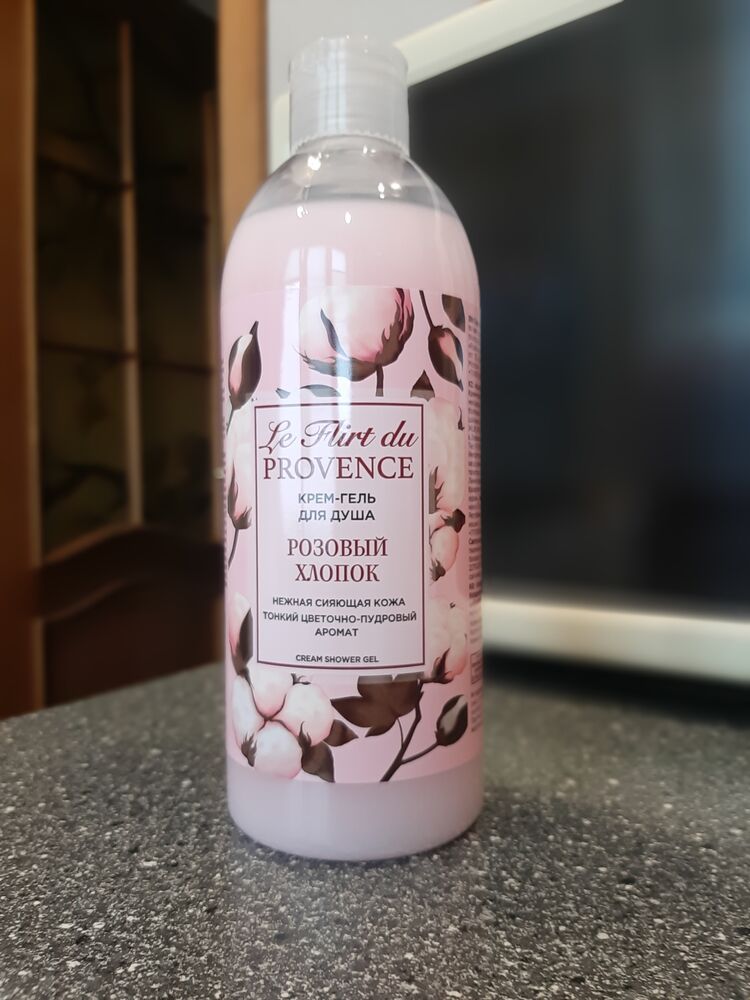 Le Flirt du
PROVENCE
КРЕМ-ГЕЛЬ
ДЛЯ ДУША
РОЗОВЫЙ
ХЛОПОК
НЕЖНАЯ СИЯЮЩАЯ КОЖА
ТОНКИЙ ЦВЕТОЧНО-ПУДРОВЫЙ
АРОМАТ
CREAM SHOWER GEL